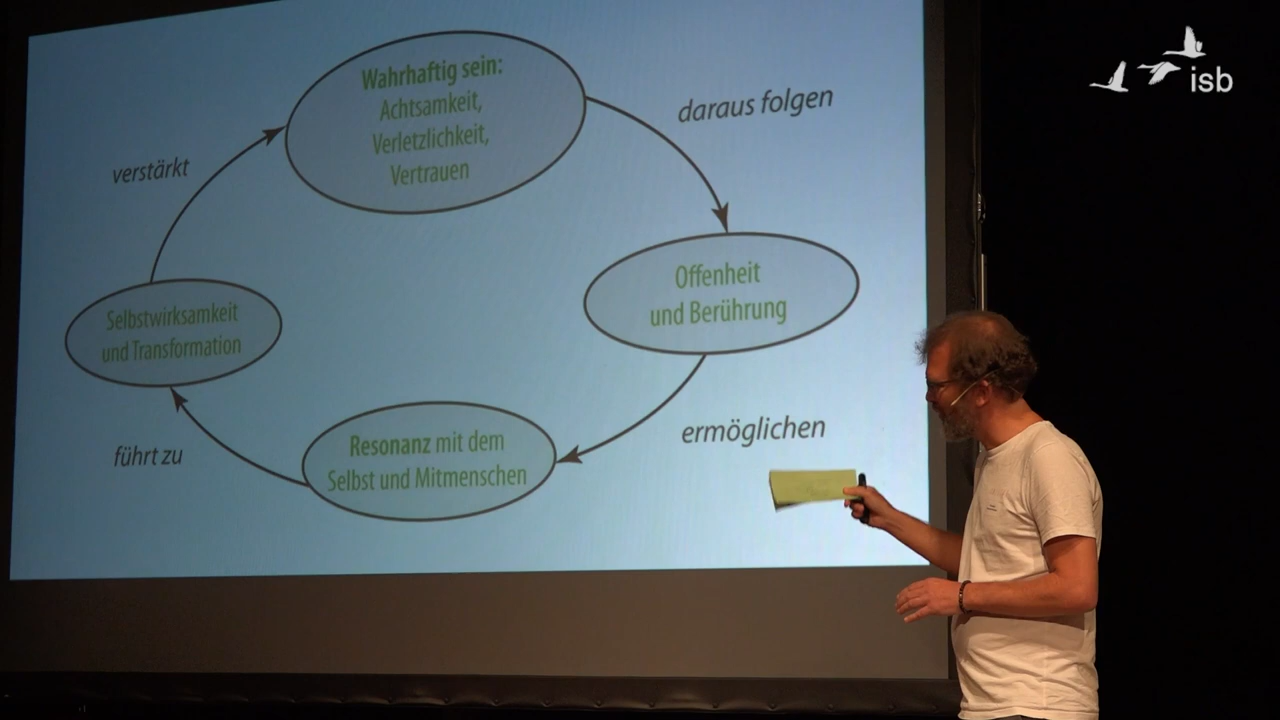 Wahrhaftig sein:
Achtsamkeit,
Verletzlichkeit,
Vertrauen
daraus folgen
Offenheit
und Berührung
ermöglichen
Resonanz mit dem
Selbst und Mitmenschen
führt zu
Selbstwirksamkeit
und Transformation
verstärkt
isb